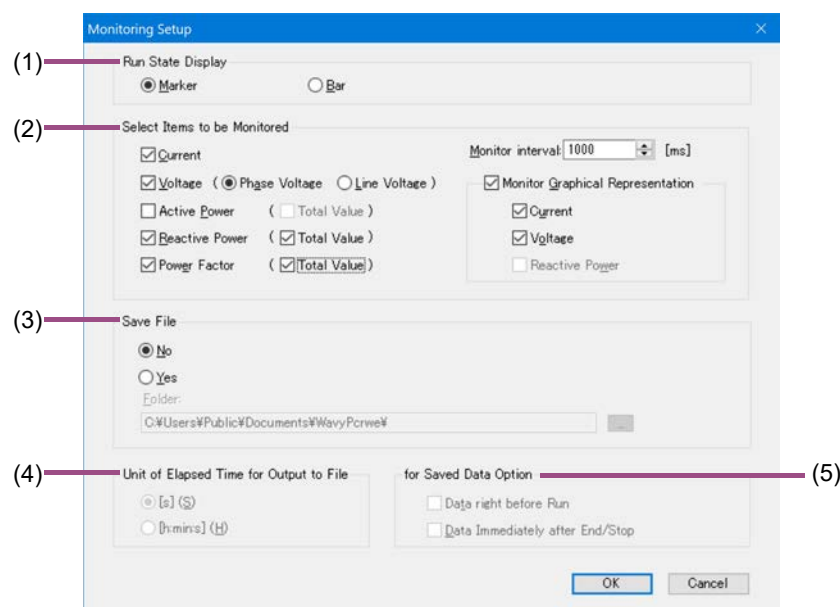 Monitoring Setup
(1) Run State Display
Marker Bar
(2) Select Items to be Monitored
Current Monitor interval: 1000 [ms]
Voltage ( Phase Voltage Line Voltage ) Monitor Graphical Representation
Active Power ( Total Value ) Current
Reactive Power ( Total Value ) Voltage
Power Factor ( Total Value ) Reactive Power
(3) Save File
No
Yes
Folder:
C:¥Users¥Public¥Documents¥WavyPcrwe¥ ...
(4) Unit of Elapsed Time for Output to File for Saved Data Option (5)
[s] (S) Data right before Run
[h:min:s] (H) Data Immediately after End/Stop
OK Cancel